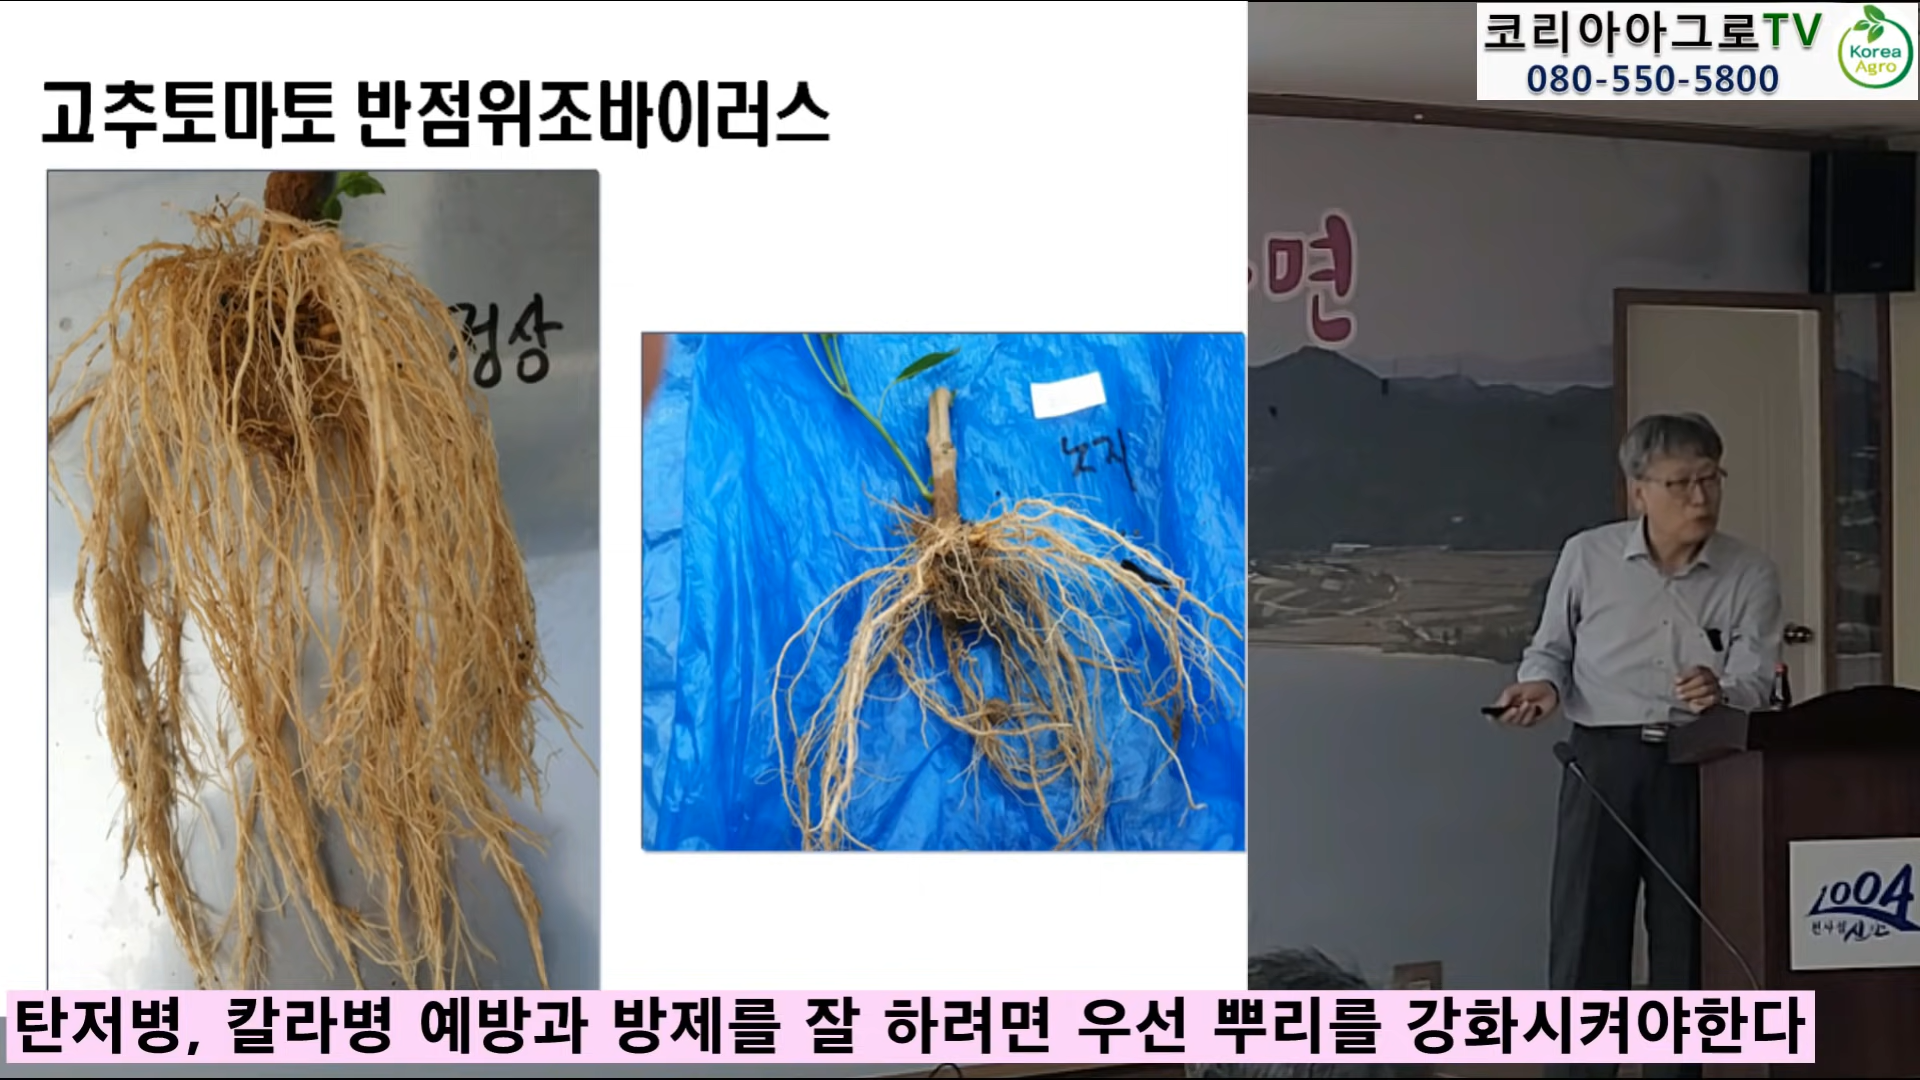 코리아아그로TV
080-550-5800
Korea
Agro
고추토마토 반점위조바이러스
정상
노지
면
1004
천사섬
탄저병, 칼라병 예방과 방제를 잘 하려면 우선 뿌리를 강화시켜야한다